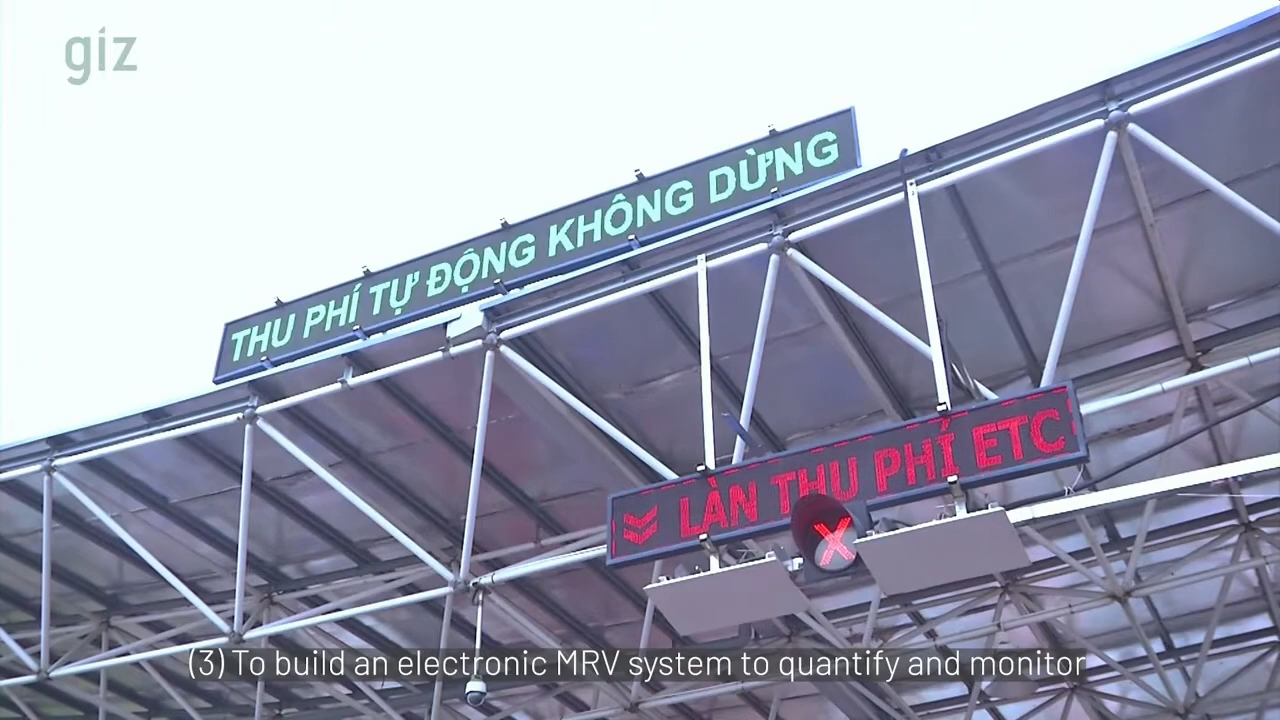 giz
THU PHÍ TỰ ĐỘNG KHÔNG DỪNG
LÀN THU PHÍ ETC
X
(3) To build an electronic MRV system to quantify and monitor